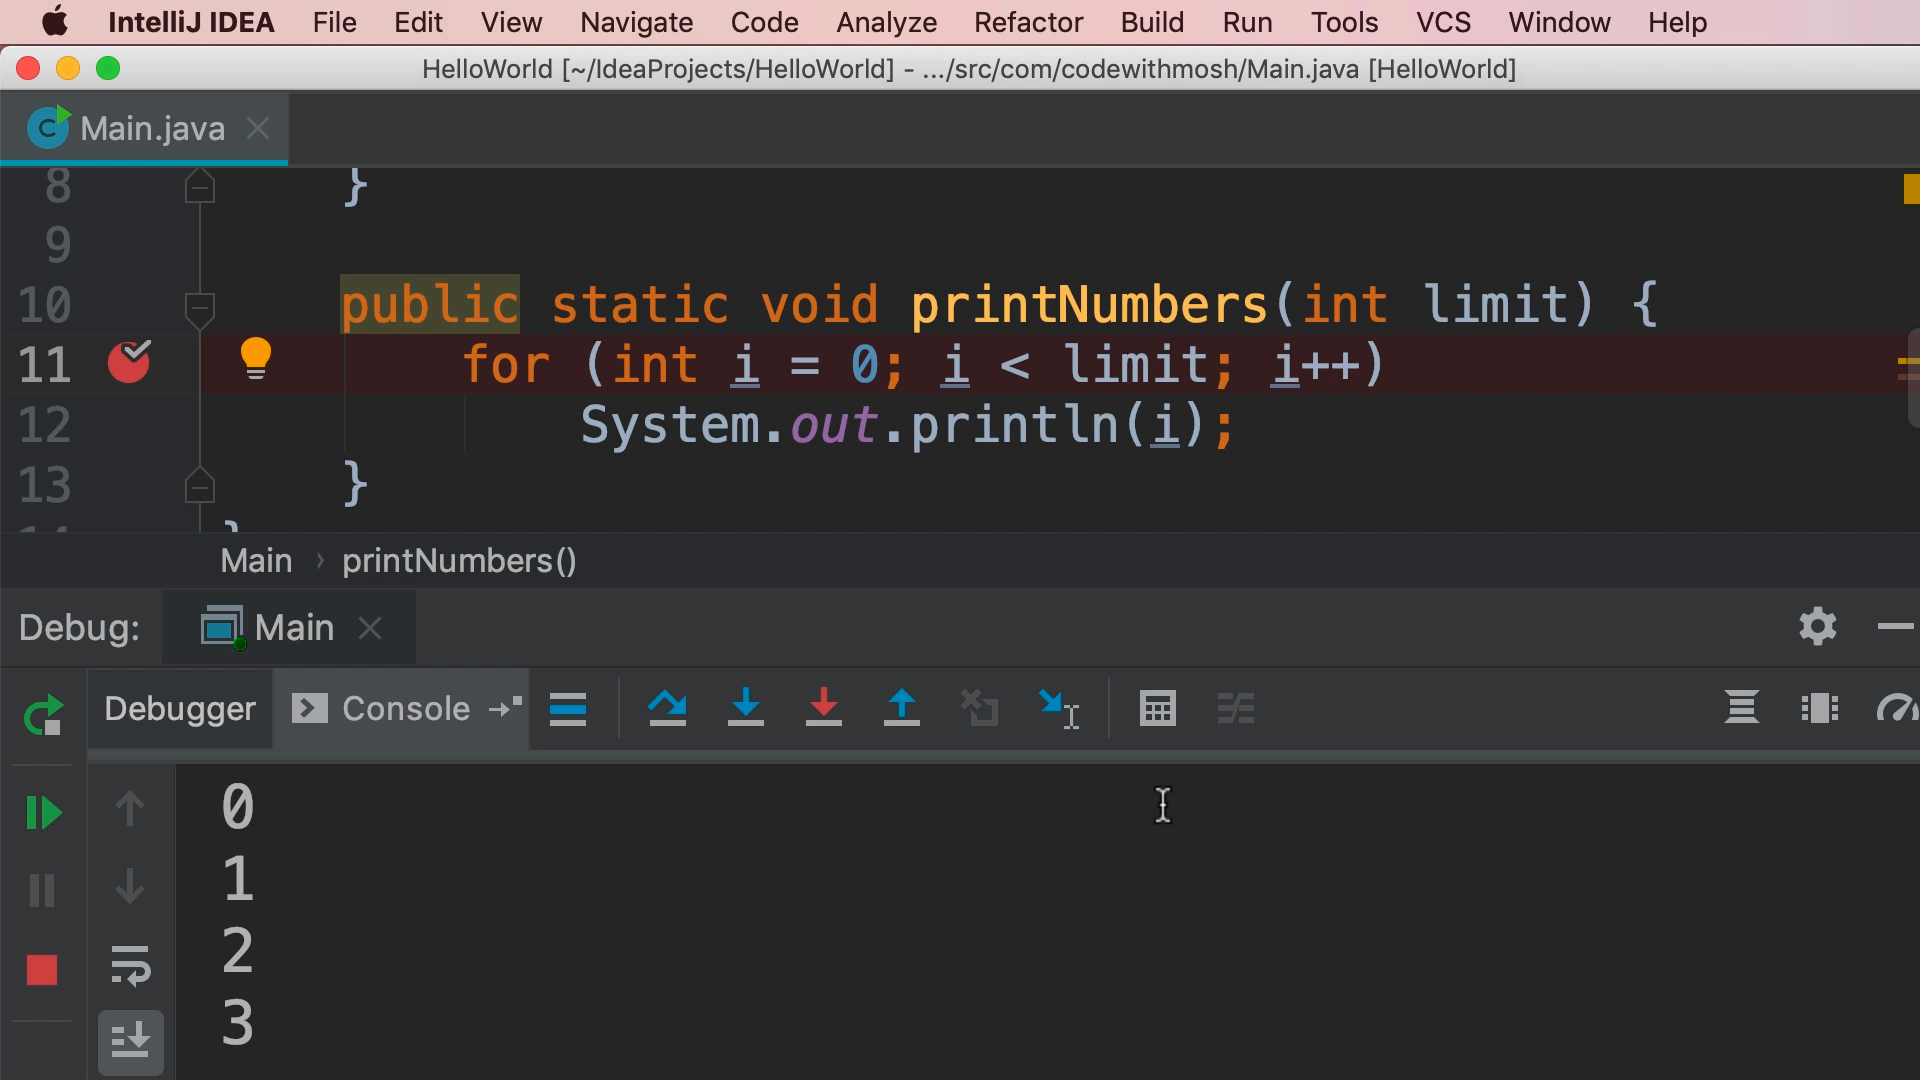 IntelliJ IDEA File Edit View Navigate Code Analyze Refactor Build Run Tools VCS Window Help
HelloWorld [~/IdeaProjects/HelloWorld] - .../src/com/codewithmosh/Main.java [HelloWorld]
C Main.java
8 }
9
10 public static void printNumbers(int limit) {
11 for (int i = 0; i < limit; i++)
12 System.out.println(i);
13 }
14 }
Main › printNumbers()
Debug: Main
Debugger Console
0
1
2
3